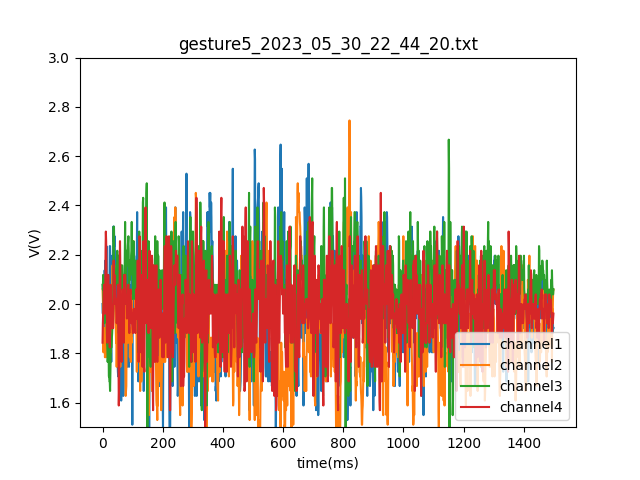 gesture5_2023_05_30_22_44_20.txt
3.0
2.8
2.6
2.4
2.2
2.0
1.8
1.6
V(V)
channel1
channel2
channel3
channel4
0 200 400 600 800 1000 1200 1400
time(ms)